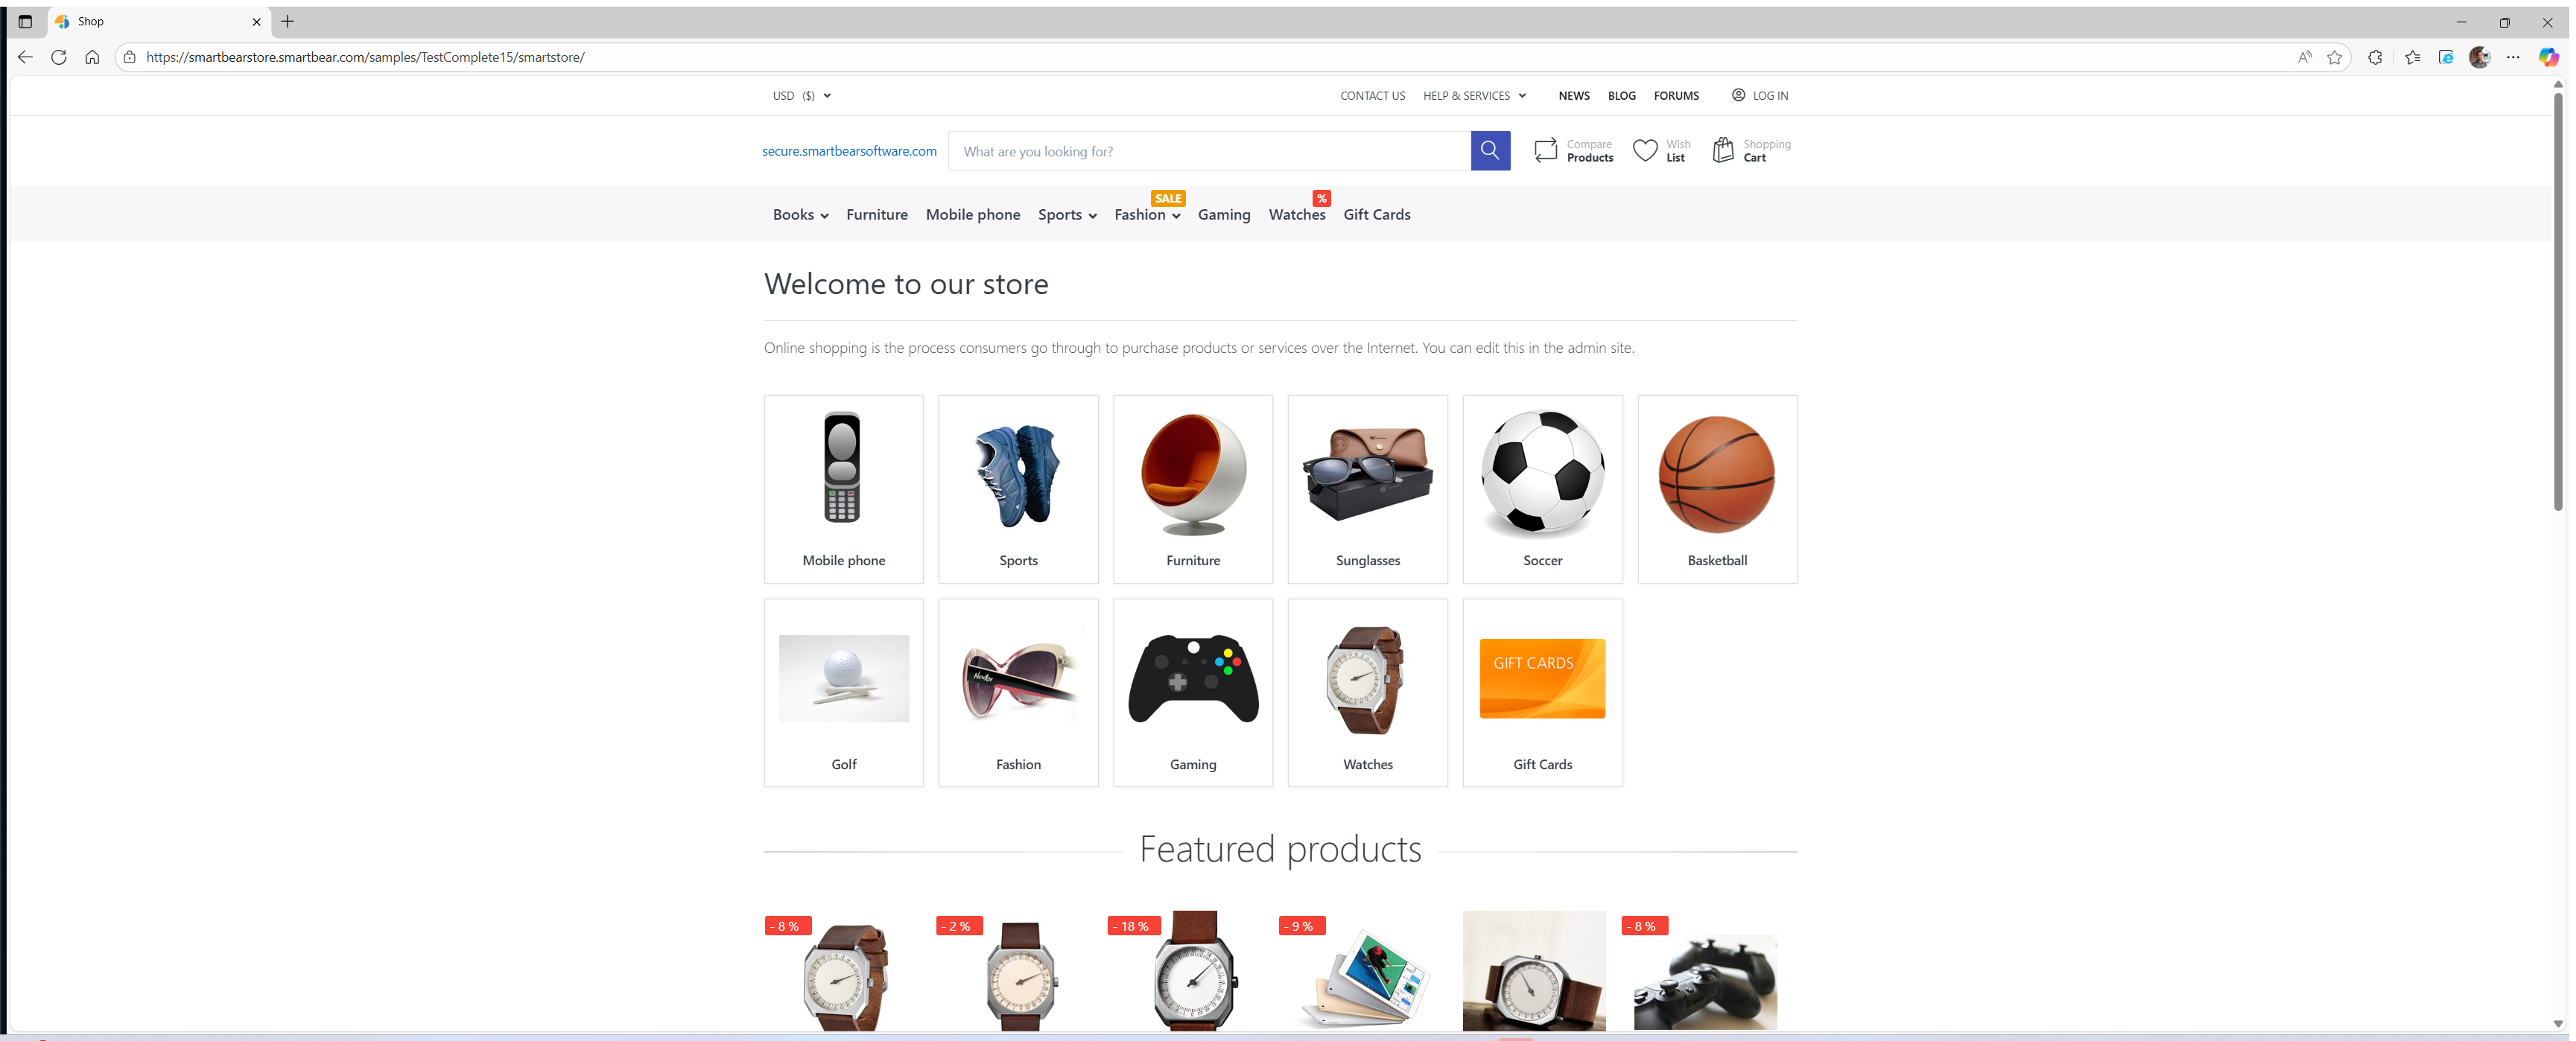 Shop
https://smartbearstore.smartbear.com/samples/TestComplete15/smartstore/
USD ($)
CONTACT US HELP & SERVICES NEWS BLOG FORUMS LOG IN
secure.smartbearsoftware.com
What are you looking for?
Compare
Products
Wish
List
Shopping
Cart
SALE
%
Books Furniture Mobile phone Sports Fashion Gaming Watches Gift Cards
Welcome to our store
Online shopping is the process consumers go through to purchase products or services over the Internet. You can edit this in the admin site.
Mobile phone Sports Furniture Sunglasses Soccer Basketball
GIFT CARDS
Golf Fashion Gaming Watches Gift Cards
Featured products
- 8 % - 2 % - 18 % - 9 % - 8 %